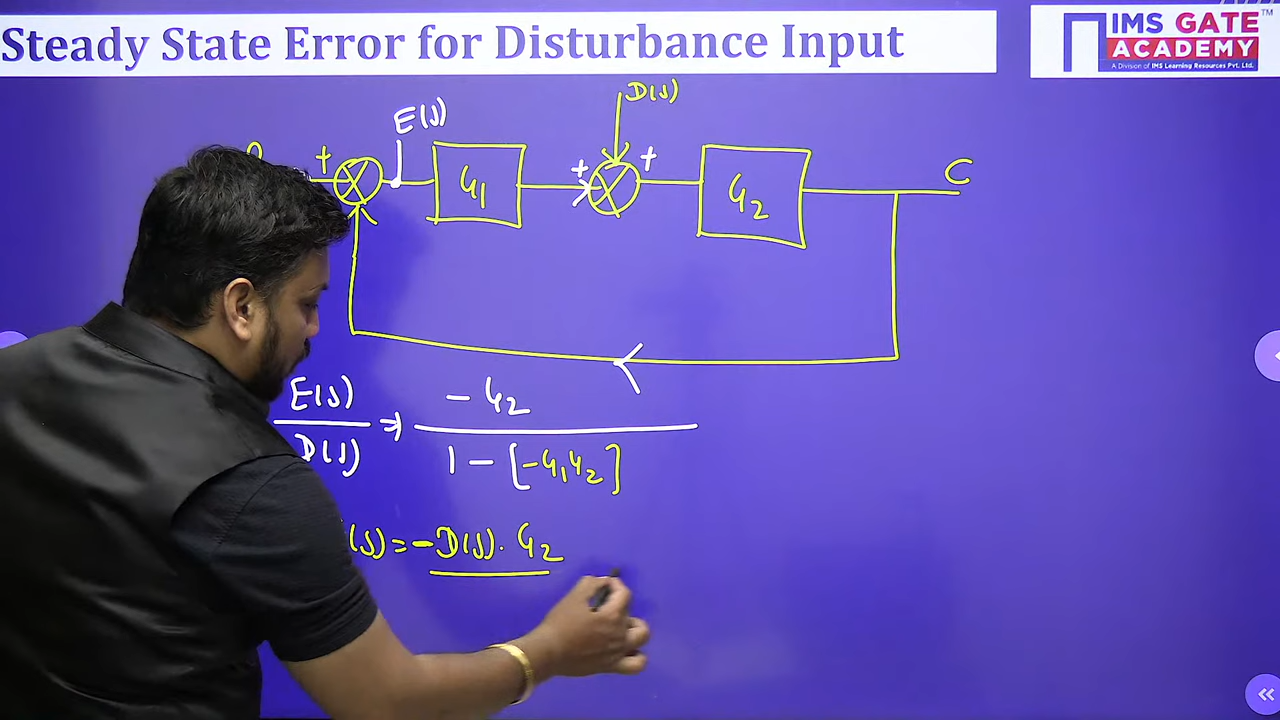 Steady State Error for Disturbance Input
IMS GATE
ACADEMY™
A Division of IMS Learning Resources Pvt. Ltd.
D(s)
E(s)
+
+
+
G1
G2
C
E(s)
D(s)
⇒
- G2
1 - [-G1G2]
(s) = -D(s) · G2